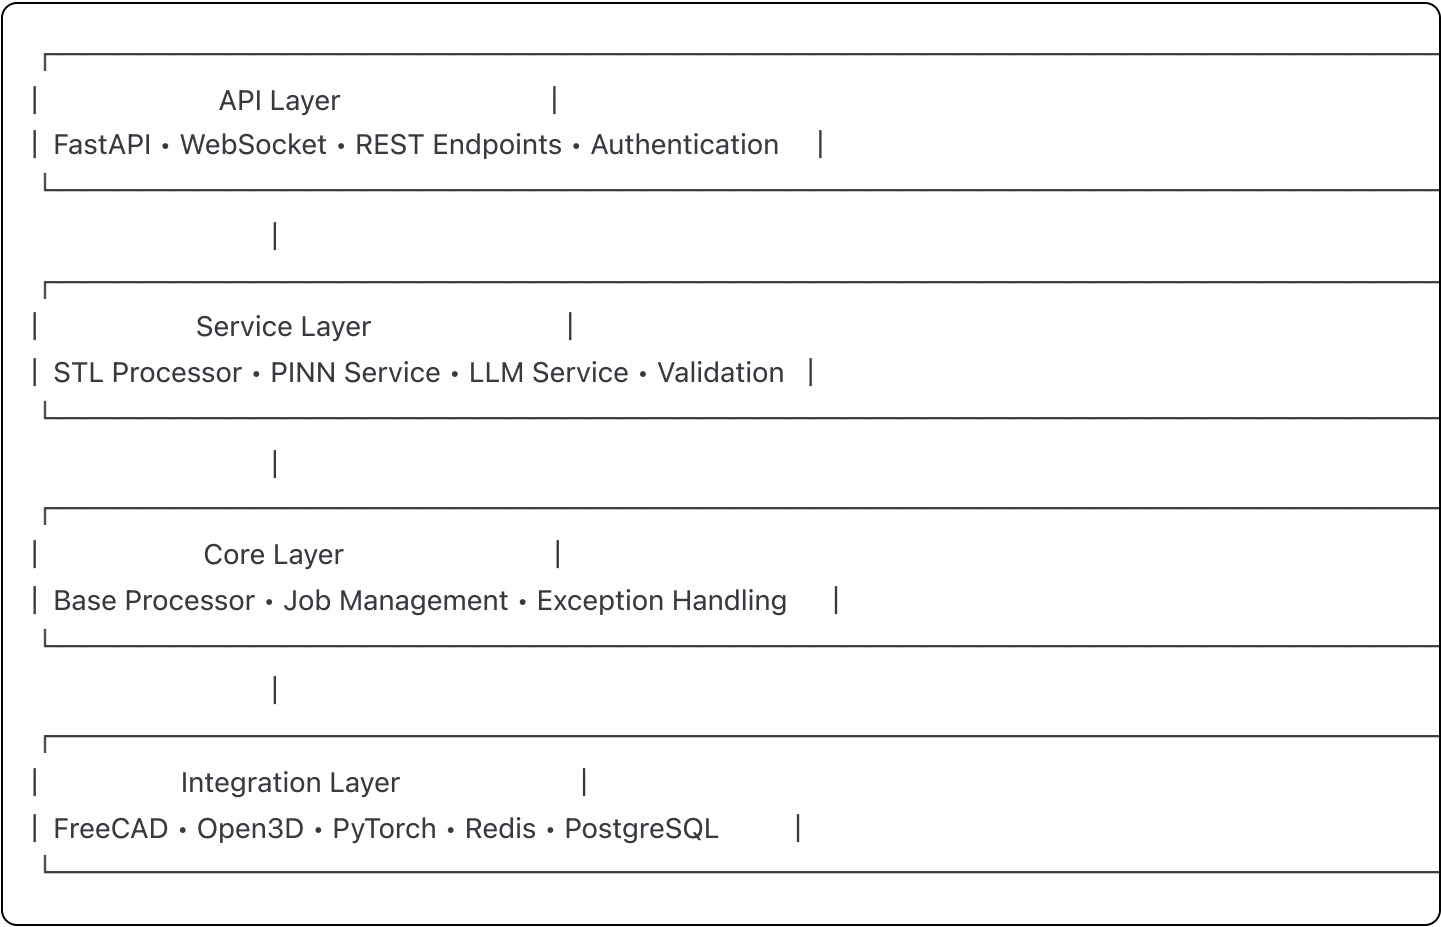 API Layer
FastAPI • WebSocket • REST Endpoints • Authentication
Service Layer
STL Processor • PINN Service • LLM Service • Validation
Core Layer
Base Processor • Job Management • Exception Handling
Integration Layer
FreeCAD • Open3D • PyTorch • Redis • PostgreSQL